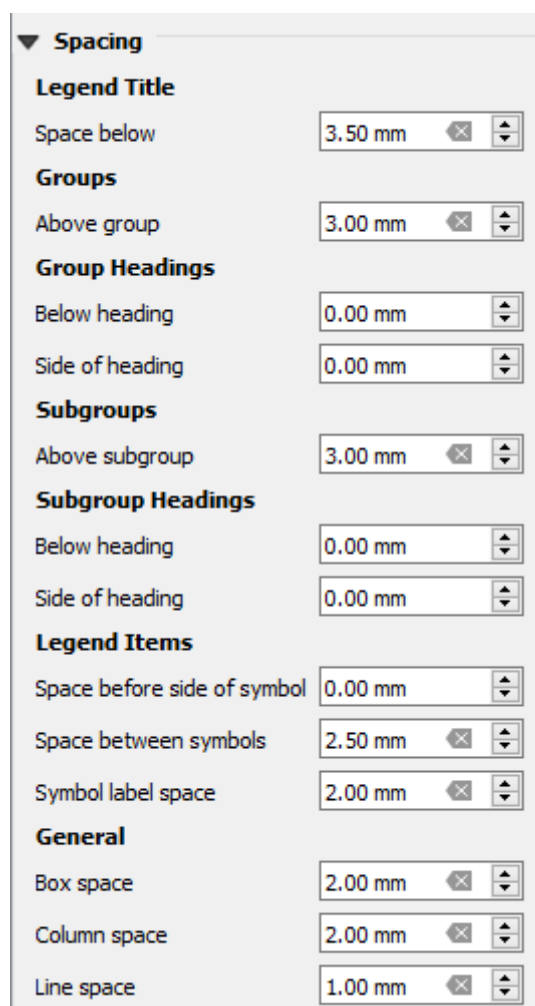 Spacing
Legend Title
Space below 3.50 mm
Groups
Above group 3.00 mm
Group Headings
Below heading 0.00 mm
Side of heading 0.00 mm
Subgroups
Above subgroup 3.00 mm
Subgroup Headings
Below heading 0.00 mm
Side of heading 0.00 mm
Legend Items
Space before side of symbol 0.00 mm
Space between symbols 2.50 mm
Symbol label space 2.00 mm
General
Box space 2.00 mm
Column space 2.00 mm
Line space 1.00 mm